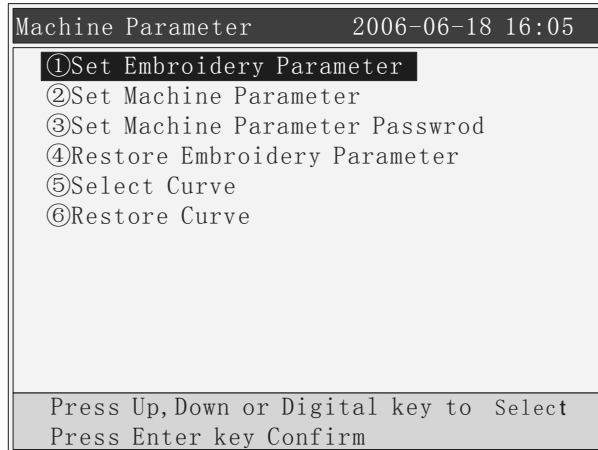 Machine Parameter 2006-06-18 16:05
①Set Embroidery Parameter
②Set Machine Parameter
③Set Machine Parameter Passwrod
④Restore Embroidery Parameter
⑤Select Curve
⑥Restore Curve
Press Up,Down or Digital key to Select
Press Enter key Confirm